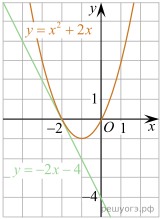 y
y = x² + 2x
1
−2
O
1
x
y = −2x − 4
−4
решуогэ.рф